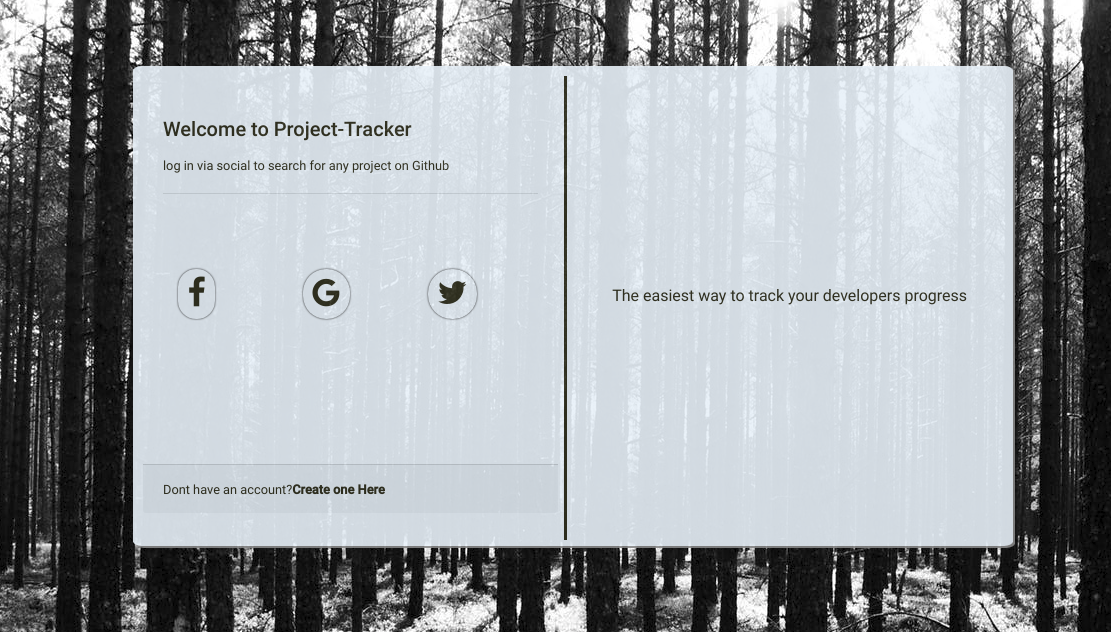 Welcome to Project-Tracker
log in via social to search for any project on Github
Dont have an account?Create one Here
The easiest way to track your developers progress